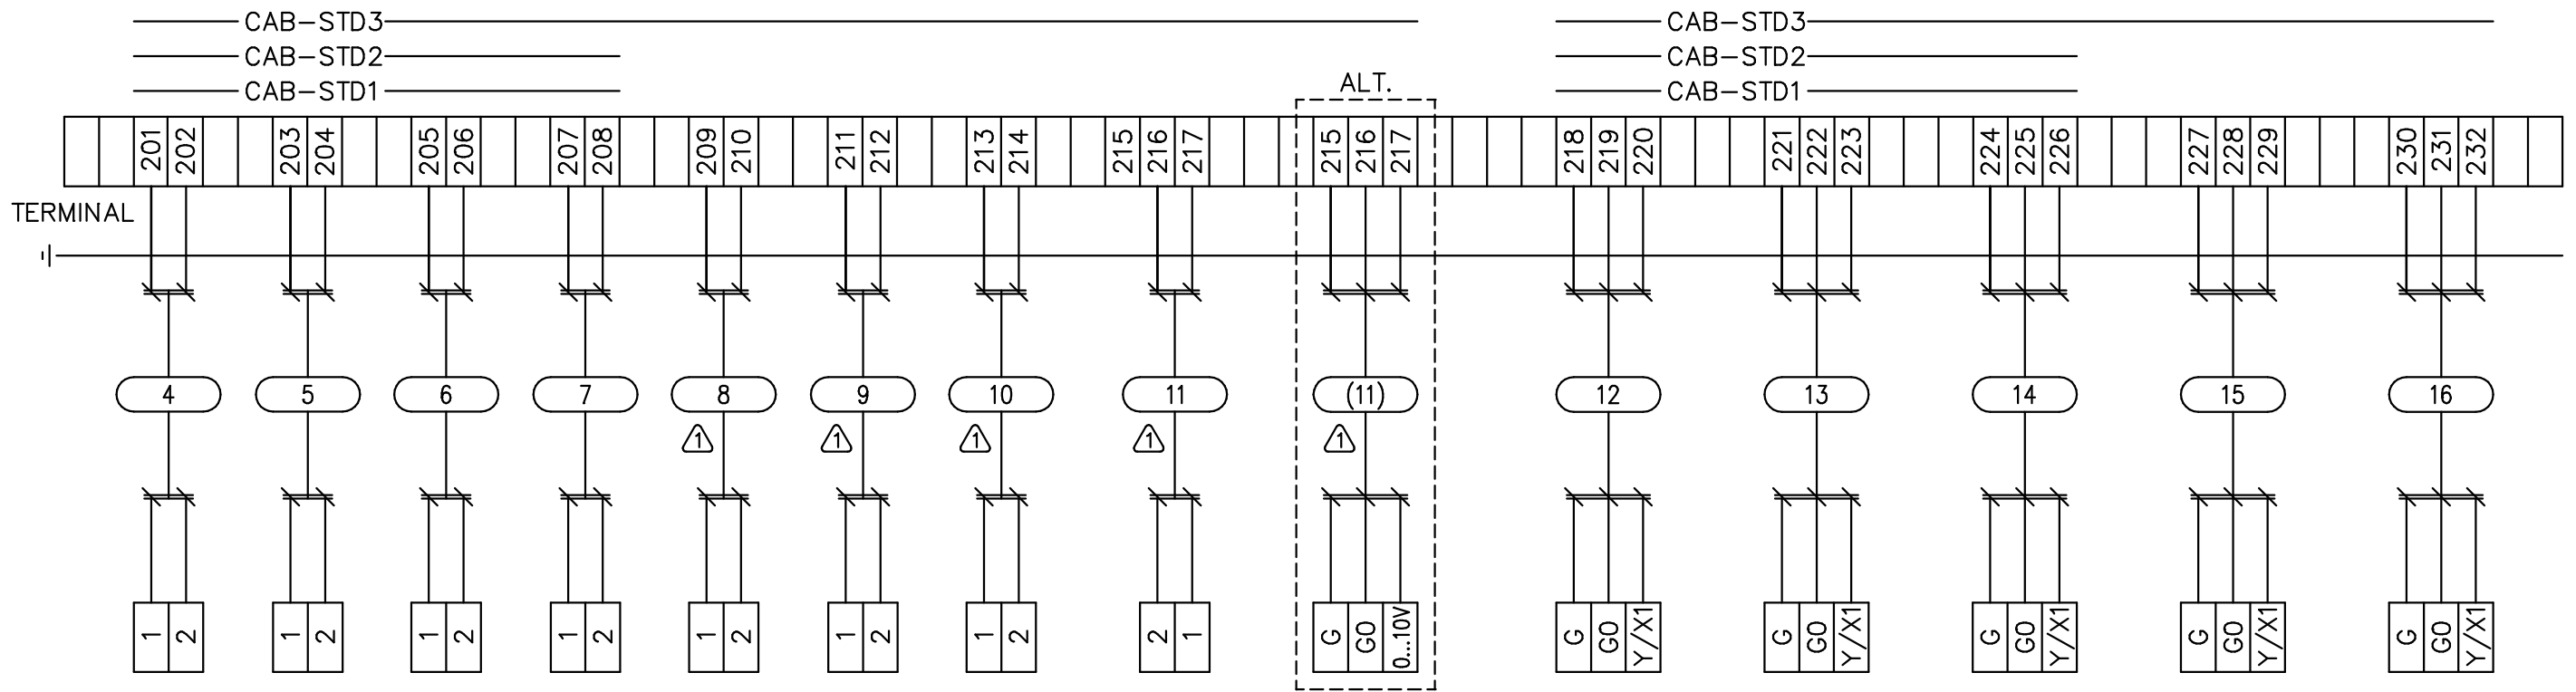 CAB-STD3 CAB-STD3
CAB-STD2 CAB-STD2
CAB-STD1 ALT. CAB-STD1
201 202 203 204 205 206 207 208 209 210 211 212 213 214 215 216 217 215 216 217 218 219 220 221 222 223 224 225 226 227 228 229 230 231 232
TERMINAL
4 5 6 7 8 9 10 11 (11) 12 13 14 15 16
1 1 1 1 1
1 2 1 2 1 2 1 2 1 2 1 2 1 2 2 1 G G0 0...10V G G0 Y/X1 G G0 Y/X1 G G0 Y/X1 G G0 Y/X1 G G0 Y/X1